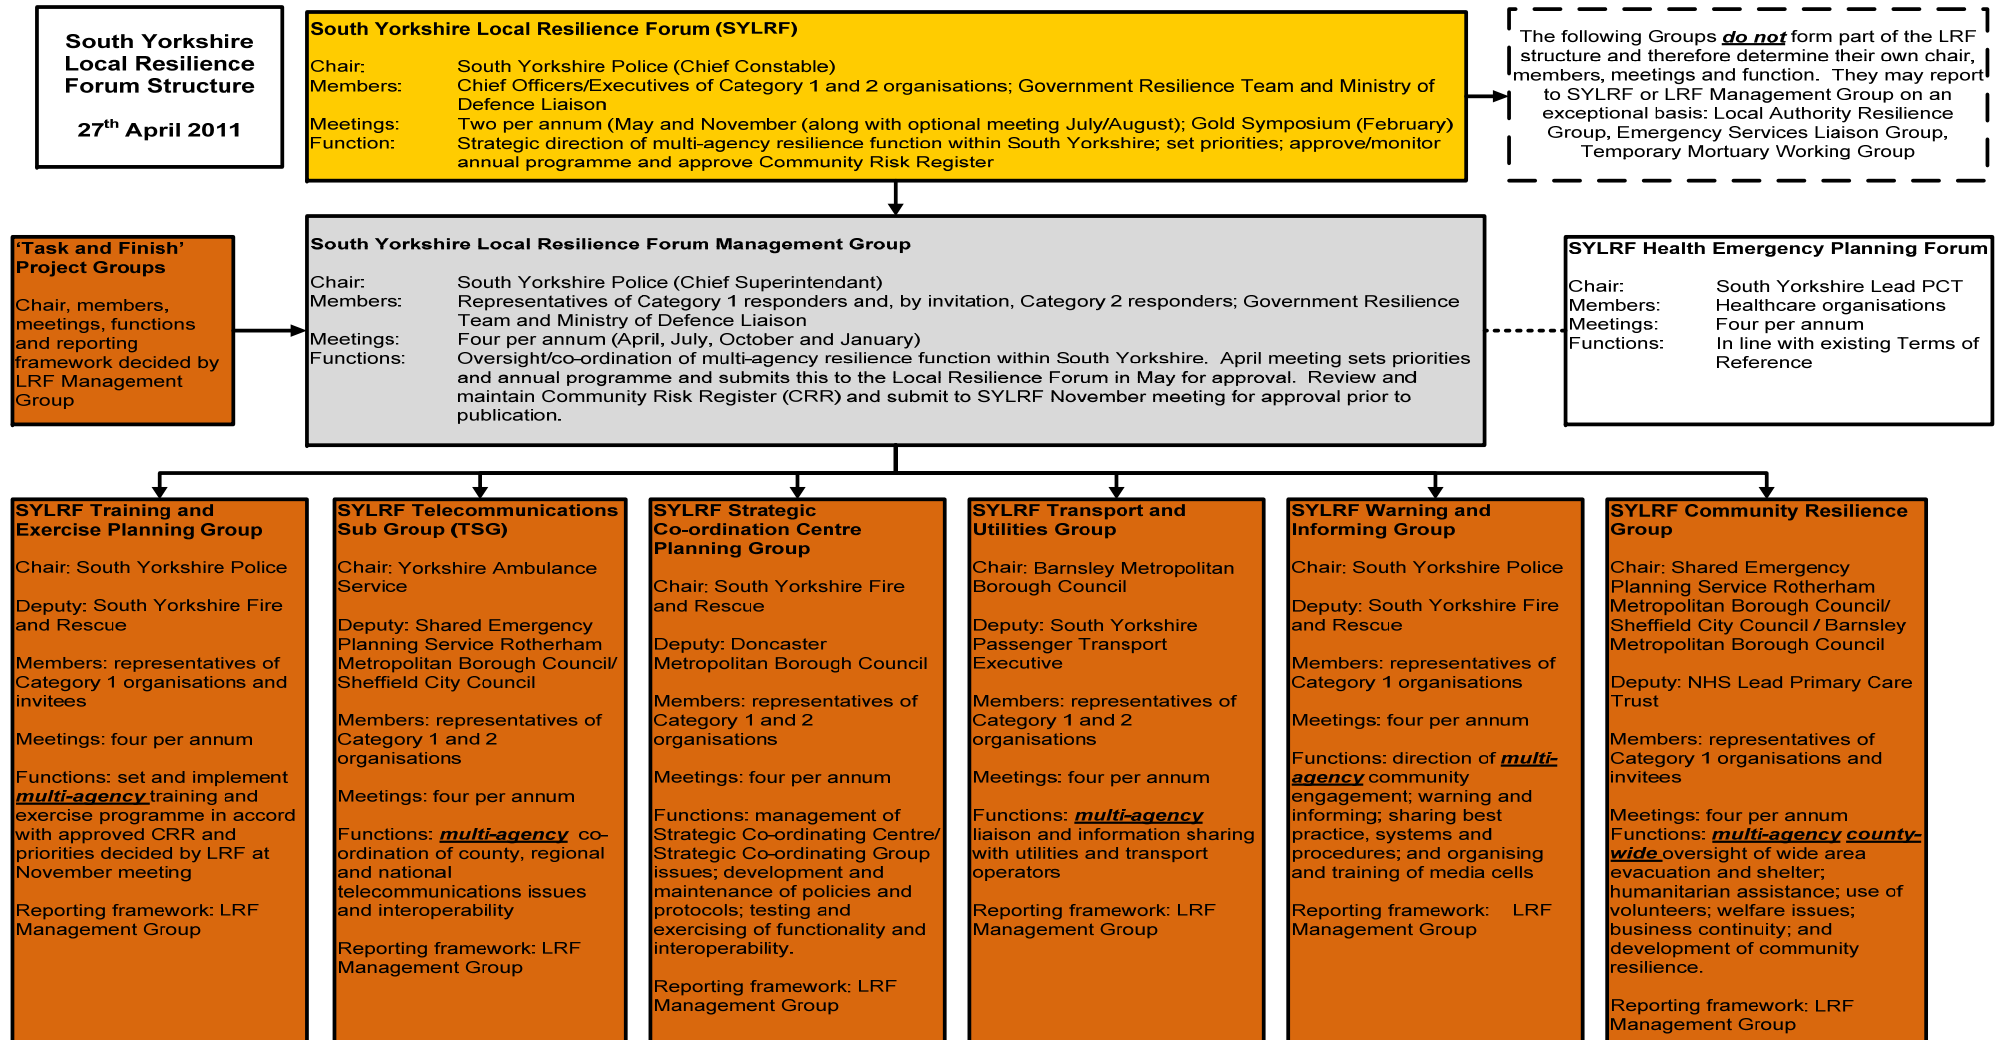 South Yorkshire
Local Resilience
Forum Structure
27th April 2011
South Yorkshire Local Resilience Forum (SYLRF)
Chair: South Yorkshire Police (Chief Constable)
Members: Chief Officers/Executives of Category 1 and 2 organisations; Government Resilience Team and Ministry of
Defence Liaison
Meetings: Two per annum (May and November (along with optional meeting July/August); Gold Symposium (February)
Function: Strategic direction of multi-agency resilience function within South Yorkshire; set priorities; approve/monitor
annual programme and approve Community Risk Register
The following Groups do not form part of the LRF
structure and therefore determine their own chair,
members, meetings and function. They may report
to SYLRF or LRF Management Group on an
exceptional basis: Local Authority Resilience
Group, Emergency Services Liaison Group,
Temporary Mortuary Working Group
'Task and Finish'
Project Groups
Chair, members,
meetings, functions
and reporting
framework decided by
LRF Management
Group
South Yorkshire Local Resilience Forum Management Group
Chair: South Yorkshire Police (Chief Superintendant)
Members: Representatives of Category 1 responders and, by invitation, Category 2 responders; Government Resilience
Team and Ministry of Defence Liaison
Meetings: Four per annum (April, July, October and January)
Functions: Oversight/co-ordination of multi-agency resilience function within South Yorkshire. April meeting sets priorities
and annual programme and submits this to the Local Resilience Forum in May for approval. Review and
maintain Community Risk Register (CRR) and submit to SYLRF November meeting for approval prior to
publication.
SYLRF Health Emergency Planning Forum
Chair: South Yorkshire Lead PCT
Members: Healthcare organisations
Meetings: Four per annum
Functions: In line with existing Terms of
Reference
SYLRF Training and
Exercise Planning Group
Chair: South Yorkshire Police
Deputy: South Yorkshire Fire
and Rescue
Members: representatives of
Category 1 organisations and
invitees
Meetings: four per annum
Functions: set and implement
multi-agency training and
exercise programme in accord
with approved CRR and
priorities decided by LRF at
November meeting
Reporting framework: LRF
Management Group
SYLRF Telecommunications
Sub Group (TSG)
Chair: Yorkshire Ambulance
Service
Deputy: Shared Emergency
Planning Service Rotherham
Metropolitan Borough Council/
Sheffield City Council
Members: representatives of
Category 1 and 2
organisations
Meetings: four per annum
Functions: multi-agency co-
ordination of county, regional
and national
telecommunications issues
and interoperability
Reporting framework: LRF
Management Group
SYLRF Strategic
Co-ordination Centre
Planning Group
Chair: South Yorkshire Fire
and Rescue
Deputy: Doncaster
Metropolitan Borough Council
Members: representatives of
Category 1 and 2
organisations
Meetings: four per annum
Functions: management of
Strategic Co-ordinating Centre/
Strategic Co-ordinating Group
issues; development and
maintenance of policies and
protocols; testing and
exercising of functionality and
interoperability.
Reporting framework: LRF
Management Group
SYLRF Transport and
Utilities Group
Chair: Barnsley Metropolitan
Borough Council
Deputy: South Yorkshire
Passenger Transport
Executive
Members: representatives of
Category 1 and 2
organisations
Meetings: four per annum
Functions: multi-agency
liaison and information sharing
with utilities and transport
operators
Reporting framework: LRF
Management Group
SYLRF Warning and
Informing Group
Chair: South Yorkshire Police
Deputy: South Yorkshire Fire
and Rescue
Members: representatives of
Category 1 organisations
Meetings: four per annum
Functions: direction of multi-
agency community
engagement; warning and
informing; sharing best
practice, systems and
procedures; and organising
and training of media cells
Reporting framework: LRF
Management Group
SYLRF Community Resilience
Group
Chair: Shared Emergency
Planning Service Rotherham
Metropolitan Borough Council/
Sheffield City Council / Barnsley
Metropolitan Borough Council
Deputy: NHS Lead Primary Care
Trust
Members: representatives of
Category 1 organisations and
invitees
Meetings: four per annum
Functions: multi-agency county-
wide oversight of wide area
evacuation and shelter;
humanitarian assistance; use of
volunteers; welfare issues;
business continuity; and
development of community
resilience.
Reporting framework: LRF
Management Group